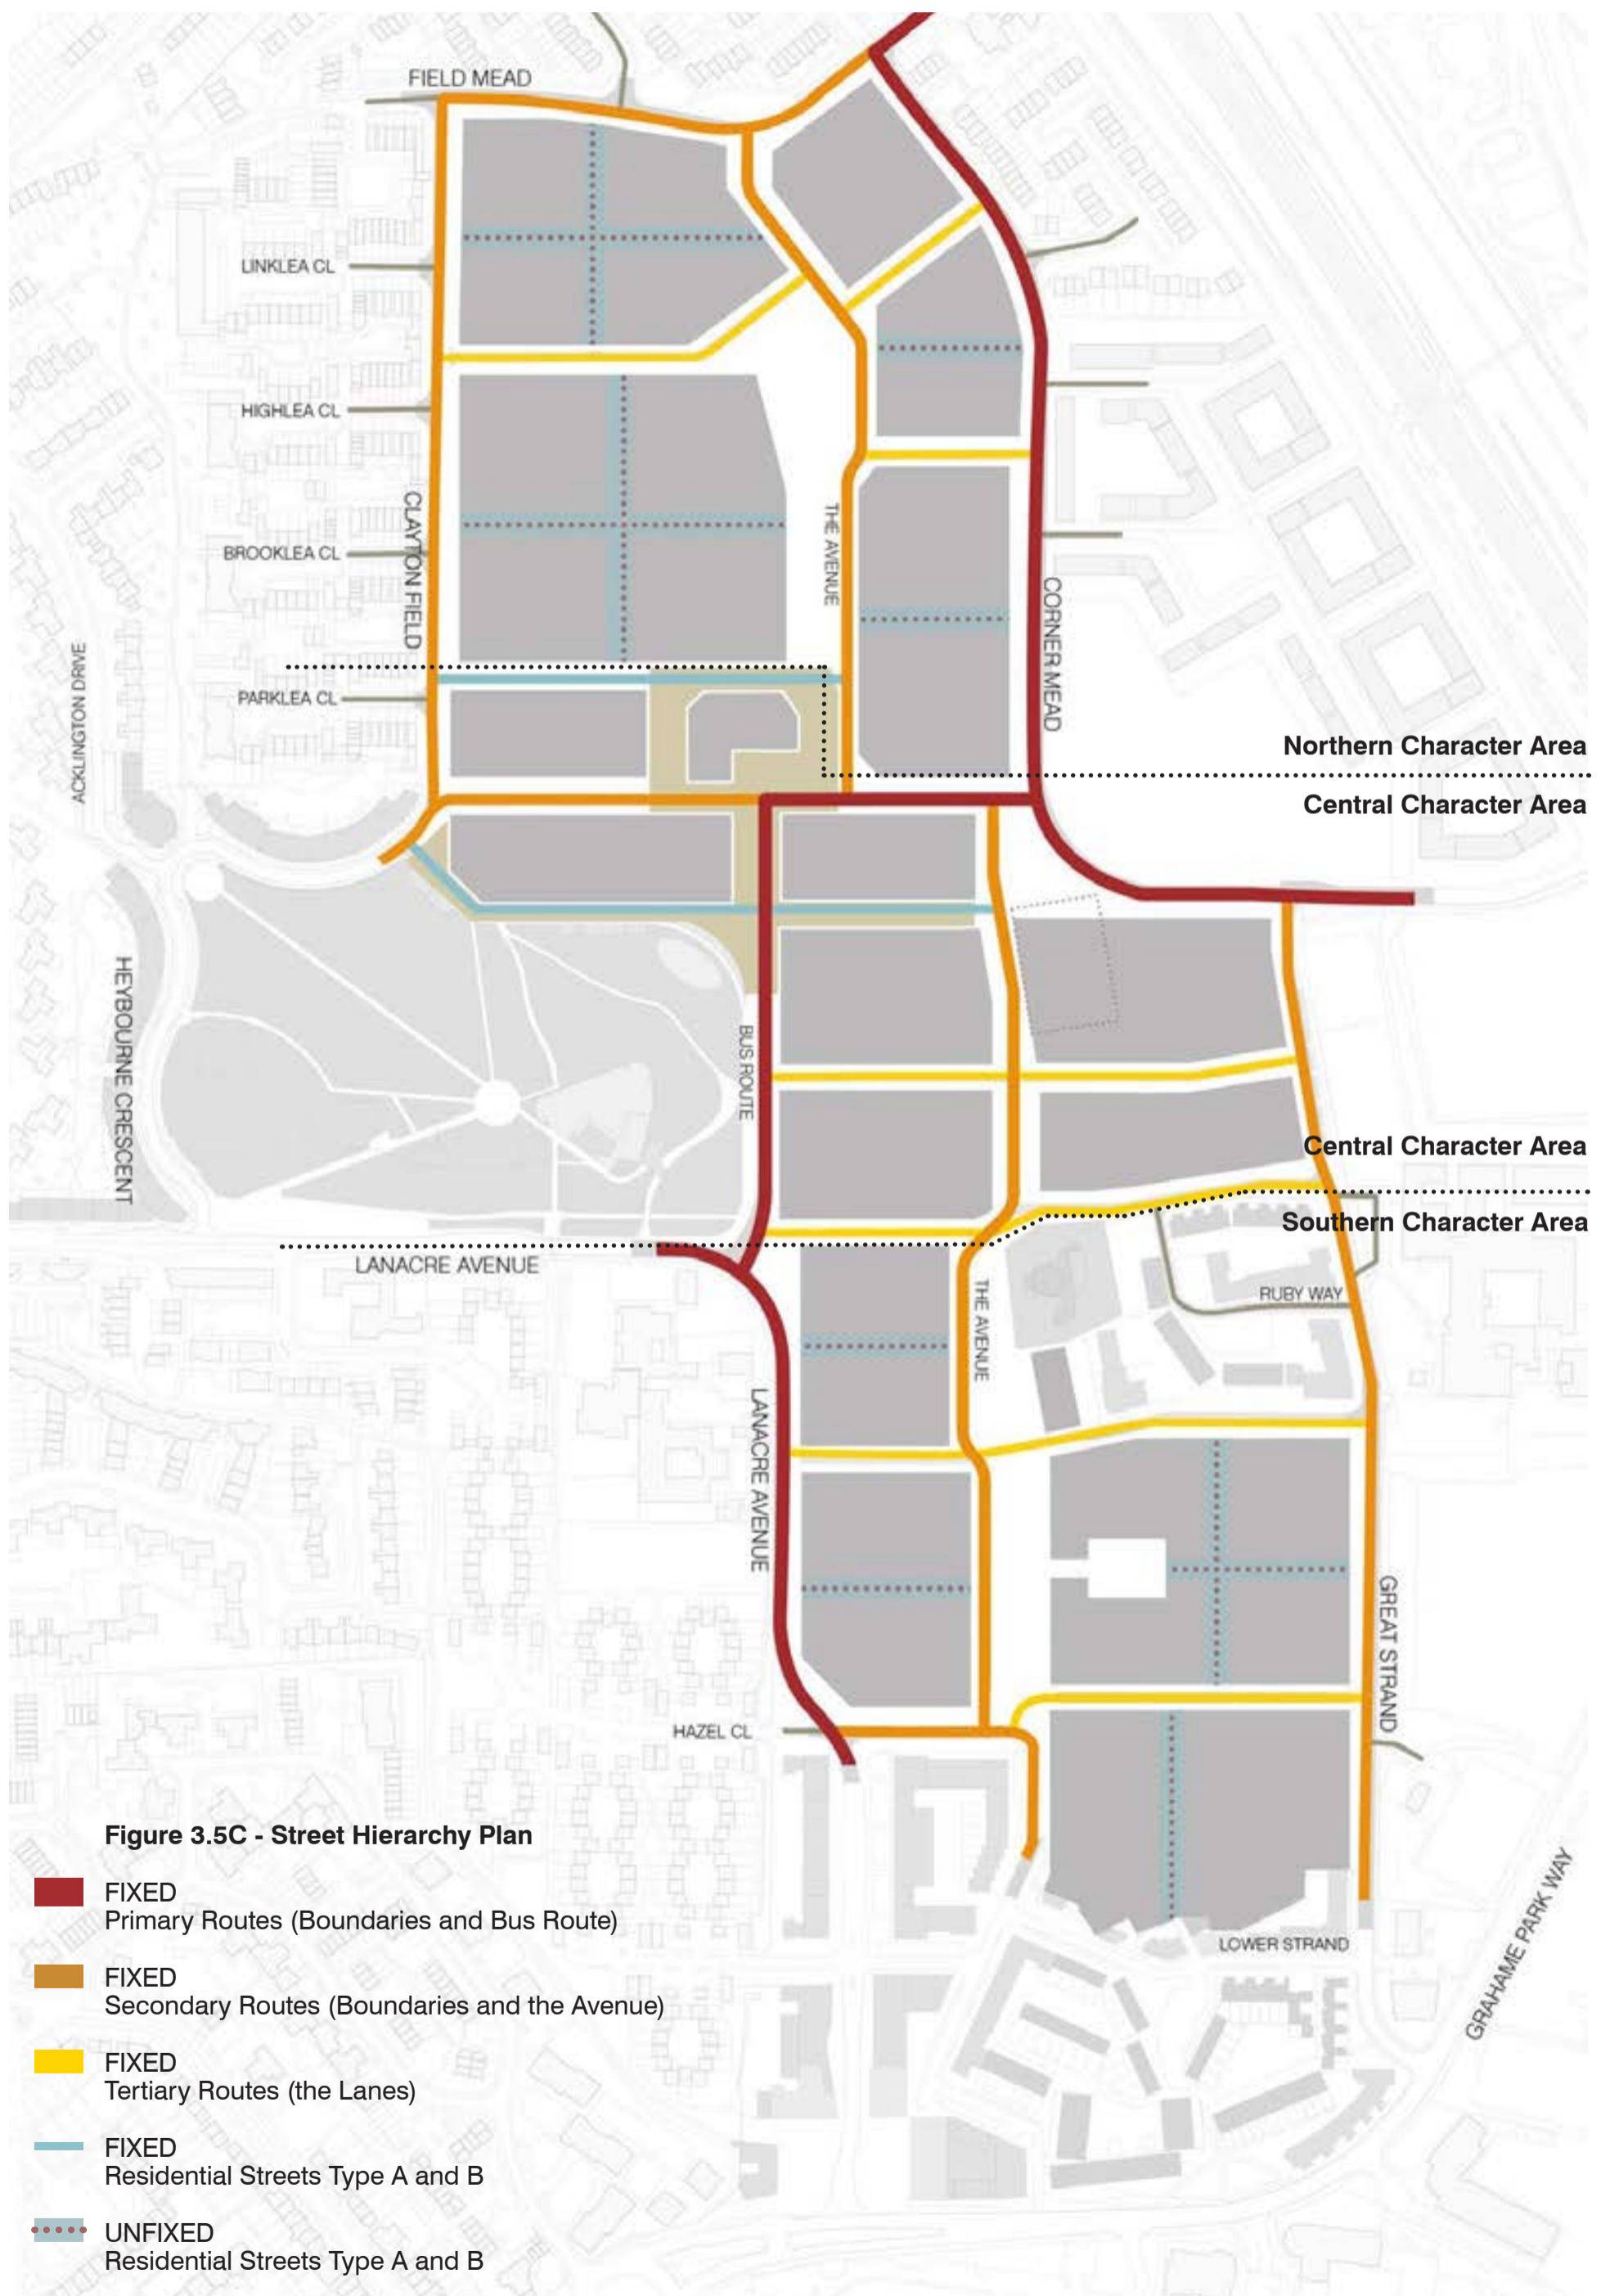 FIELD MEAD
LINKLEA CL
HIGHLEA CL
CLAYTON FIELD
THE AVENUE
BROOKLEA CL
CORNER MEAD
ACKLINGTON DRIVE
PARKLEA CL
Northern Character Area
Central Character Area
HEYBOURNE CRESCENT
BUS ROUTE
Central Character Area
Southern Character Area
LANACRE AVENUE
RUBY WAY
THE AVENUE
LANACRE AVENUE
GREAT STRAND
HAZEL CL
LOWER STRAND
GRAHAME PARK WAY
Figure 3.5C - Street Hierarchy Plan
FIXED
Primary Routes (Boundaries and Bus Route)
FIXED
Secondary Routes (Boundaries and the Avenue)
FIXED
Tertiary Routes (the Lanes)
FIXED
Residential Streets Type A and B
UNFIXED
Residential Streets Type A and B